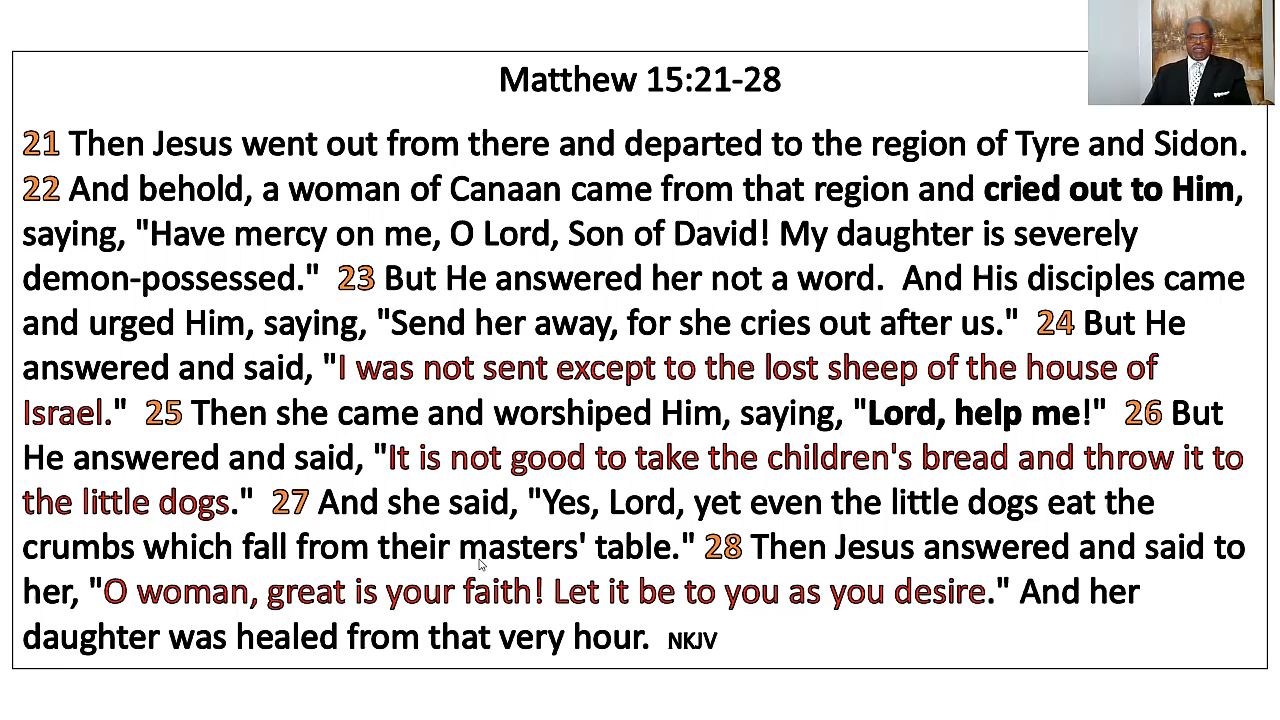 Matthew 15:21-28
21 Then Jesus went out from there and departed to the region of Tyre and Sidon.
22 And behold, a woman of Canaan came from that region and cried out to Him,
saying, "Have mercy on me, O Lord, Son of David! My daughter is severely
demon-possessed."  23 But He answered her not a word.  And His disciples came
and urged Him, saying, "Send her away, for she cries out after us."  24 But He
answered and said, "I was not sent except to the lost sheep of the house of
Israel."  25 Then she came and worshiped Him, saying, "Lord, help me!"  26 But
He answered and said, "It is not good to take the children's bread and throw it to
the little dogs."  27 And she said, "Yes, Lord, yet even the little dogs eat the
crumbs which fall from their masters' table." 28 Then Jesus answered and said to
her, "O woman, great is your faith! Let it be to you as you desire." And her
daughter was healed from that very hour.  NKJV